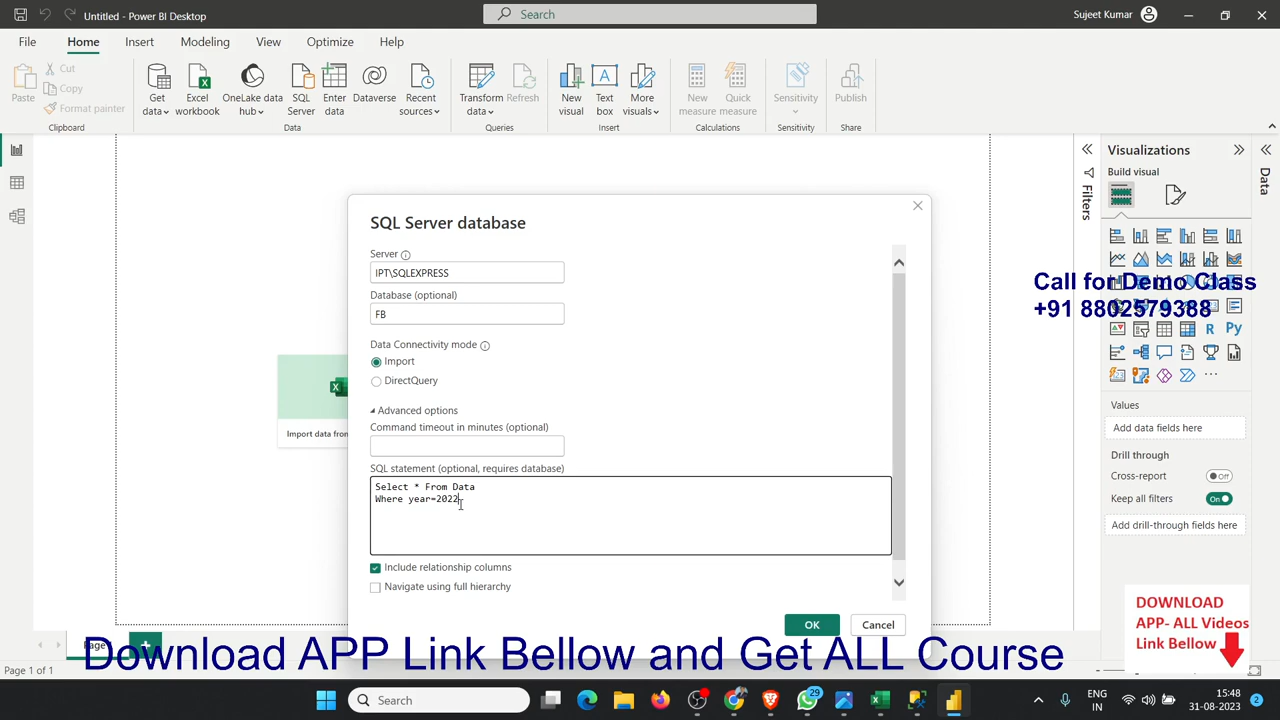 Untitled - Power BI Desktop
Search
Sujeet Kumar
File
Home
Insert
Modeling
View
Optimize
Help
Paste
Cut
Copy
Format painter
Get data
Excel workbook
OneLake data hub
SQL Server
Enter data
Dataverse
Recent sources
Transform data
Refresh
New visual
Text box
More visuals
New measure
Quick measure
Sensitivity
Publish
Clipboard
Data
Queries
Insert
Calculations
Sensitivity
Share
SQL Server database
Server
IPT\SQLEXPRESS
Database (optional)
FB
Data Connectivity mode
Import
DirectQuery
Advanced options
Command timeout in minutes (optional)
SQL statement (optional, requires database)
Select * From Data
Where year=2022
Include relationship columns
Navigate using full hierarchy
OK
Cancel
Import data from
Filters
Visualizations
Build visual
Data
R
Py
Call for Demo Class
+91 8802579388
Values
Add data fields here
Drill through
Cross-report
Off
Keep all filters
On
Add drill-through fields here
DOWNLOAD
APP- ALL Videos
Link Bellow
Page
Download APP Link Bellow and Get ALL Course
Page 1 of 1
Search
29
ENG
IN
15:48
31-08-2023
2